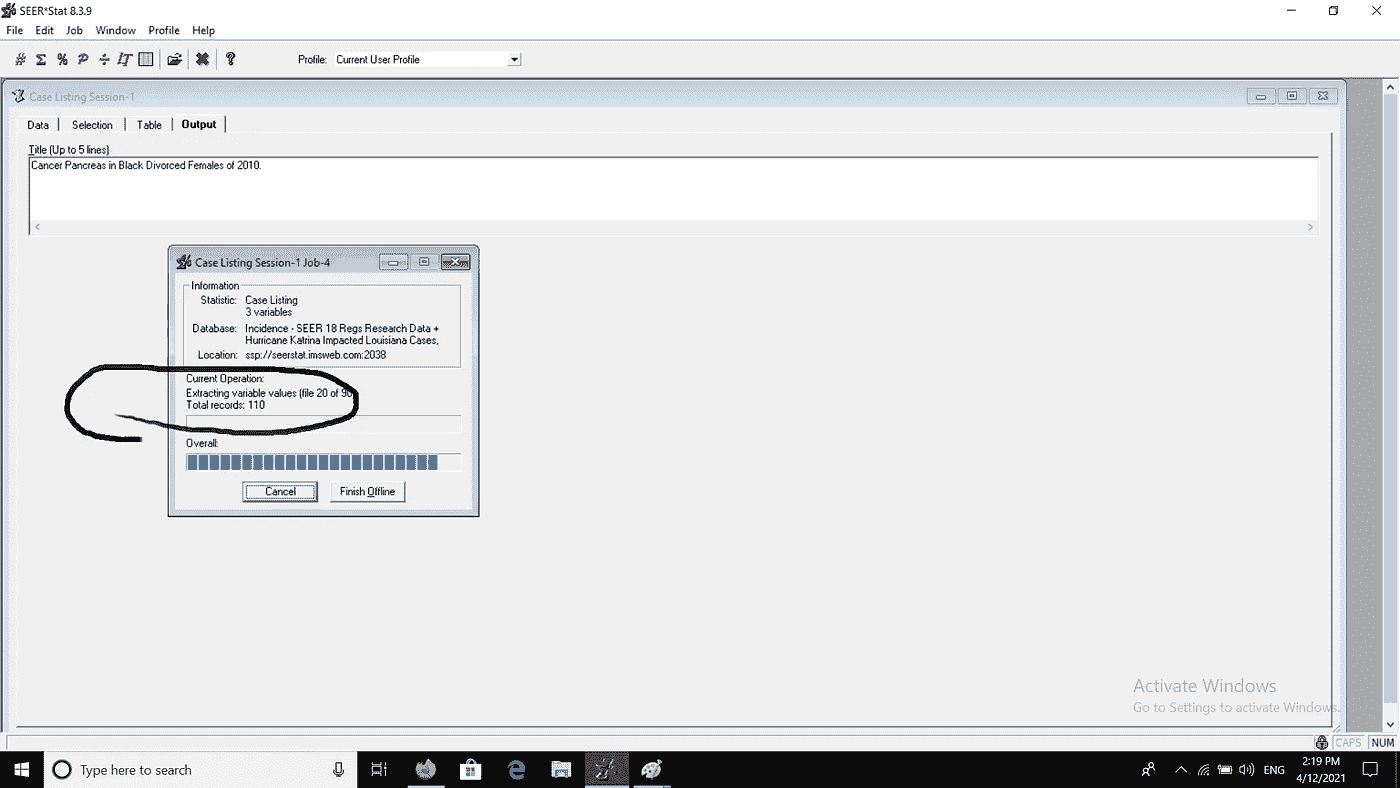 SEER*Stat 8.3.9
File Edit Job Window Profile Help
Profile: Current User Profile
Case Listing Session-1
Data Selection Table Output
Title (Up to 5 lines)
Cancer Pancreas in Black Divorced Females of 2010.
Case Listing Session-1 Job-4
Information
Statistic: Case Listing
3 variables
Database: Incidence - SEER 18 Regs Research Data +
Hurricane Katrina Impacted Louisiana Cases,
Location: ssp://seerstat.imsweb.com:2038
Current Operation:
Extracting variable values (file 20 of
Total records: 110
Overall:
Cancel Finish Offline
Activate Windows
Go to Settings to activate Windows.
CAPS NUM
Type here to search
ENG
2:19 PM
4/12/2021